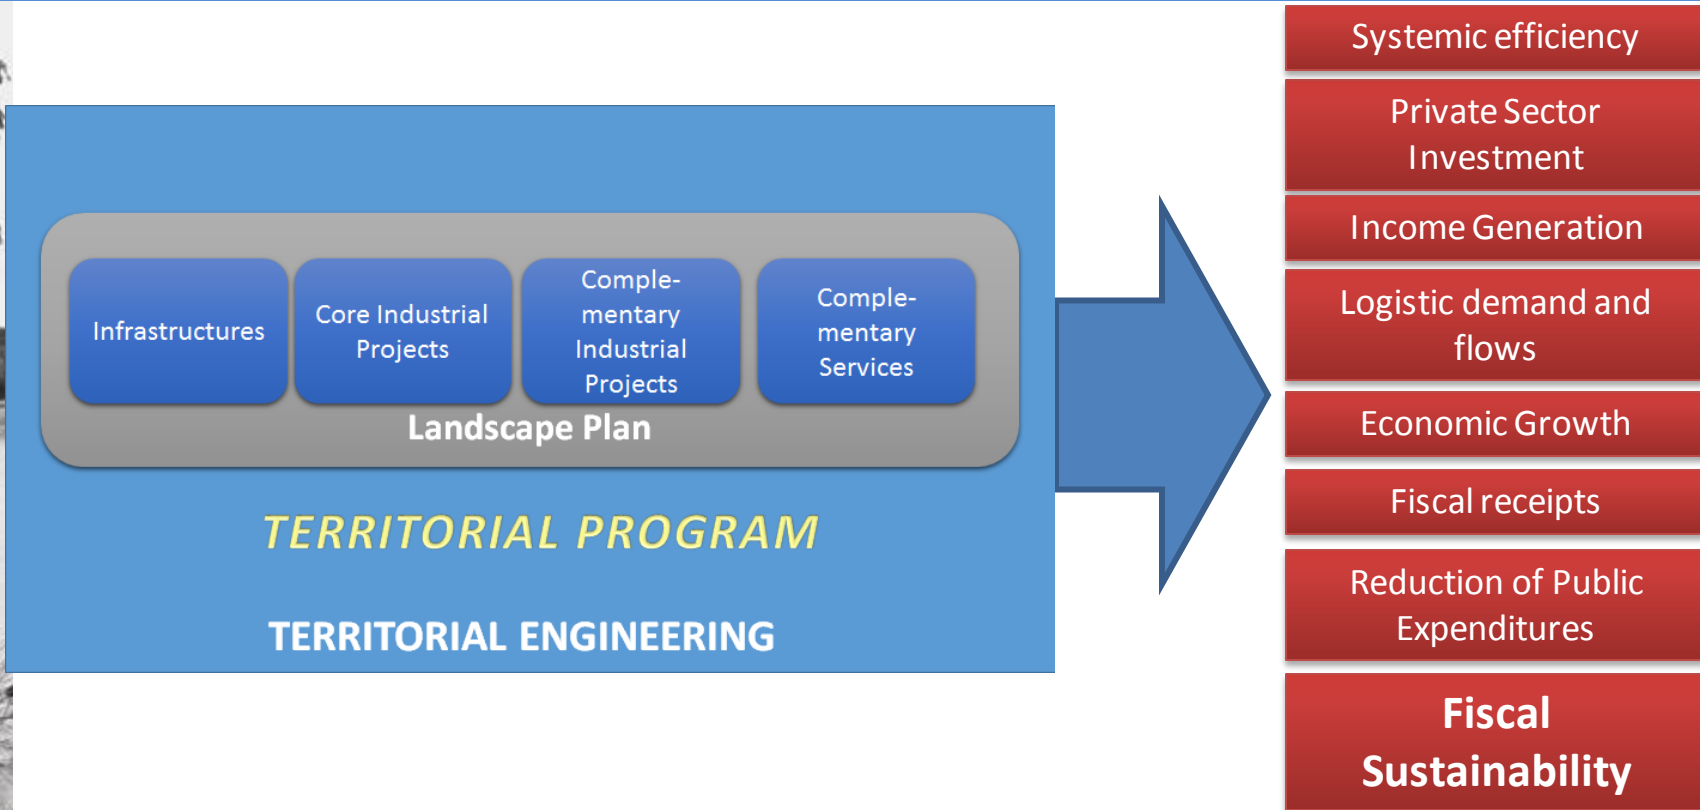 Infrastructures
Core Industrial
Projects
Comple-
mentary
Industrial
Projects
Comple-
mentary
Services
Landscape Plan
TERRITORIAL PROGRAM
TERRITORIAL ENGINEERING
Systemic efficiency
Private Sector
Investment
Income Generation
Logistic demand and
flows
Economic Growth
Fiscal receipts
Reduction of Public
Expenditures
Fiscal
Sustainability